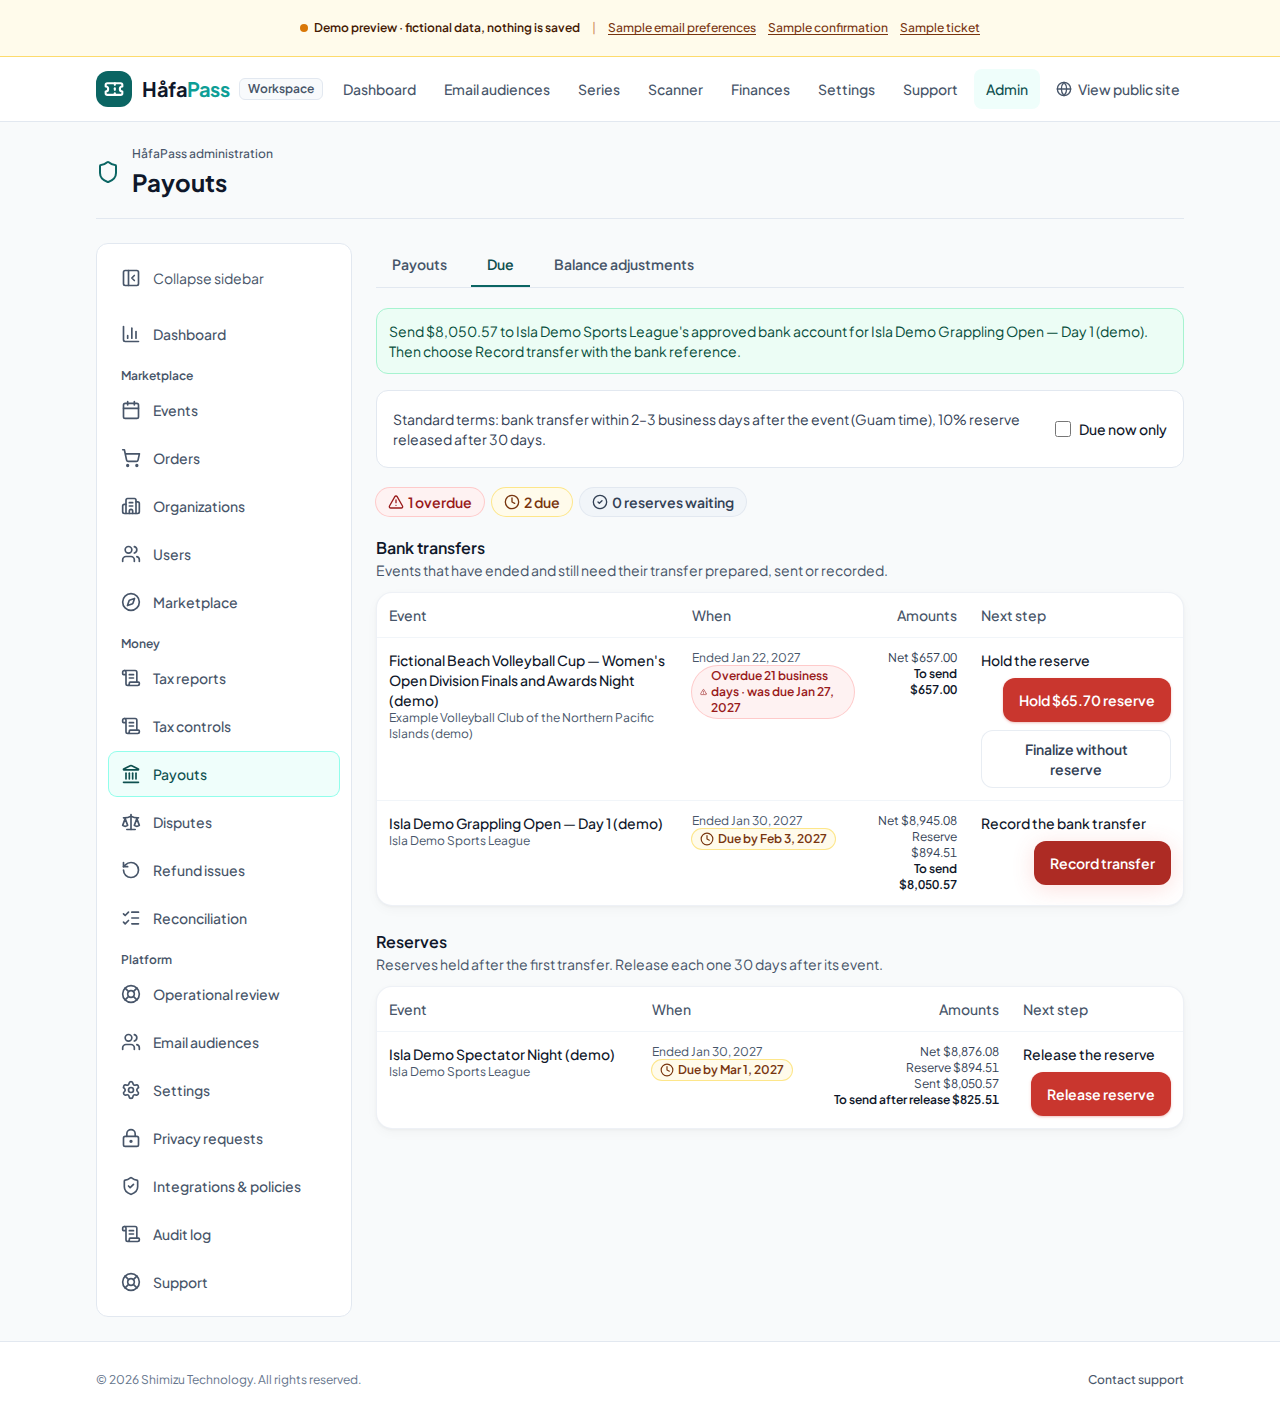 Demo preview · fictional data, nothing is saved | Sample email preferences Sample confirmation Sample ticket
HåfaPass Workspace Dashboard Email audiences Series Scanner Finances Settings Support Admin View public site
HåfaPass administration
Payouts
Collapse sidebar
Dashboard
Marketplace
Events
Orders
Organizations
Users
Marketplace
Money
Tax reports
Tax controls
Payouts
Disputes
Refund issues
Reconciliation
Platform
Operational review
Email audiences
Settings
Privacy requests
Integrations & policies
Audit log
Support
Payouts Due Balance adjustments
Send $8,050.57 to Isla Demo Sports League's approved bank account for Isla Demo Grappling Open — Day 1 (demo).
Then choose Record transfer with the bank reference.
Standard terms: bank transfer within 2–3 business days after the event (Guam time), 10% reserve
released after 30 days.
Due now only
1 overdue 2 due 0 reserves waiting
Bank transfers
Events that have ended and still need their transfer prepared, sent or recorded.
Event When Amounts Next step
Fictional Beach Volleyball Cup — Women's
Open Division Finals and Awards Night
(demo)
Example Volleyball Club of the Northern Pacific
Islands (demo)
Ended Jan 22, 2027
Overdue 21 business
days · was due Jan 27,
2027
Net $657.00
To send
$657.00
Hold the reserve
Hold $65.70 reserve
Finalize without
reserve
Isla Demo Grappling Open — Day 1 (demo)
Isla Demo Sports League
Ended Jan 30, 2027
Due by Feb 3, 2027
Net $8,945.08
Reserve
$894.51
To send
$8,050.57
Record the bank transfer
Record transfer
Reserves
Reserves held after the first transfer. Release each one 30 days after its event.
Event When Amounts Next step
Isla Demo Spectator Night (demo)
Isla Demo Sports League
Ended Jan 30, 2027
Due by Mar 1, 2027
Net $8,876.08
Reserve $894.51
Sent $8,050.57
To send after release $825.51
Release the reserve
Release reserve
© 2026 Shimizu Technology. All rights reserved.
Contact support